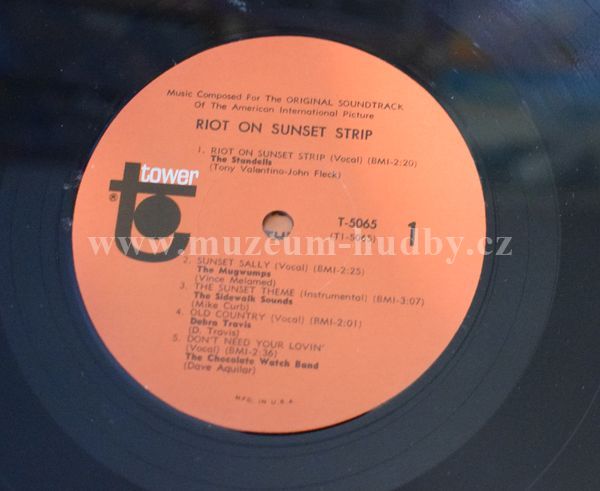 Music Composed For The ORIGINAL SOUNDTRACK
Of The American International Picture
RIOT ON SUNSET STRIP
1. RIOT ON SUNSET STRIP (Vocal) (BMI-2:20)
The Standells
(Tony Valentino-John Fleck)
tower
®
T-5065 1
(T1-5065)
www.muzeum-hudby.cz
2. SUNSET SALLY (Vocal) (BMI-2:25)
The Mugwumps
(Vince Melamed)
3. THE SUNSET THEME (Instrumental) (BMI-3:07)
The Sidewalk Sounds
(Mike Curb)
4. OLD COUNTRY (Vocal) (BMI-2:01)
Debra Travis
(D. Travis)
5. DON'T NEED YOUR LOVIN'
(Vocal) (BMI-2:36)
The Chocolate Watch Band
(Dave Aguilar)
MFD. IN U.S.A.